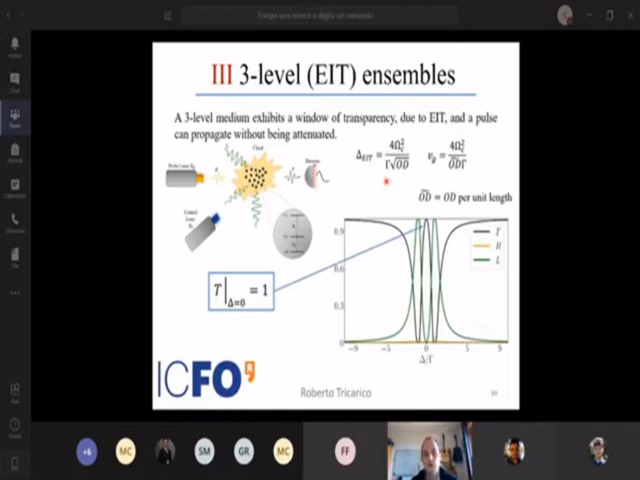 III 3-level (EIT) ensembles
A 3-level medium exhibits a window of transparency, due to EIT, and a pulse
can propagate without being attenuated.
Cloud
Detector
Probe Laser
Control
Laser
Δ_EIT = 4Ω_c² / Γ√OD
v_g = 4Ω_c² / O͠DΓ
O͠D = OD per unit length
0.9
0.6
0.3
0
T
R
L
T|_{Δ=0} = 1
−9 −5 0 5 9
Δ/Γ
ICFO
Roberto Tricarico
+6
MC
SM
GR
MC
FF